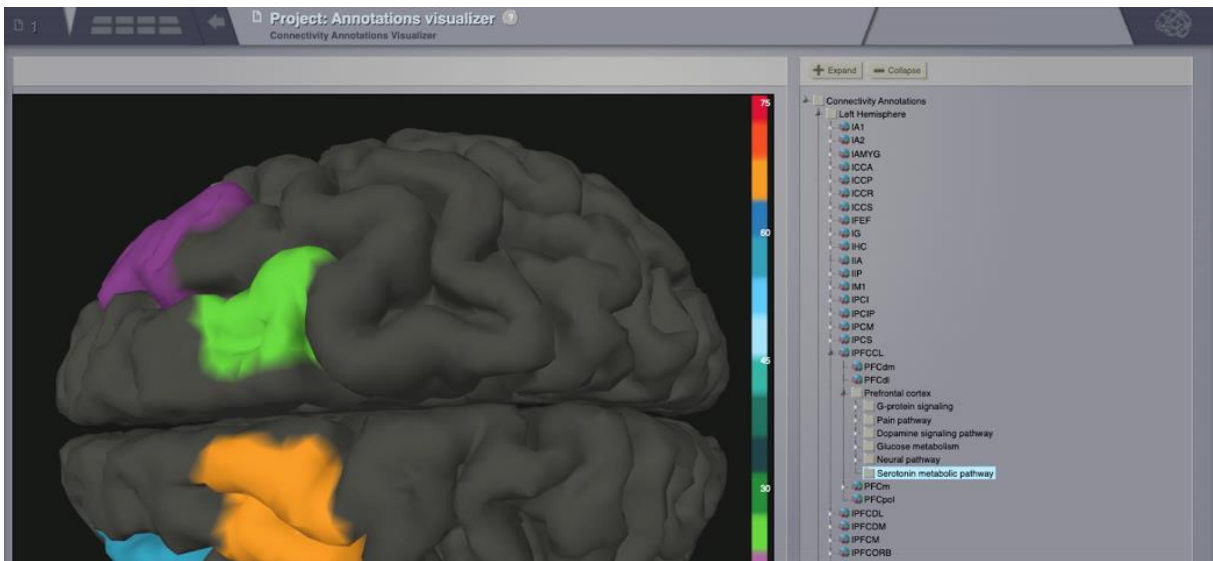 1
Project: Annotations visualizer ?
Connectivity Annotations Visualizer
Expand Collapse
75
60
45
30
Connectivity Annotations
Left Hemisphere
lA1
lA2
lAMYG
lCCA
lCCP
lCCR
lCCS
lFEF
lG
lHC
lIA
lIP
lM1
lPCI
lPCIP
lPCM
lPCS
lPFCCL
PFCdm
PFCdl
Prefrontal cortex
G-protein signaling
Pain pathway
Dopamine signaling pathway
Glucose metabolism
Neural pathway
Serotonin metabolic pathway
PFCm
PFCpol
lPFCDL
lPFCDM
lPFCM
lPFCORB